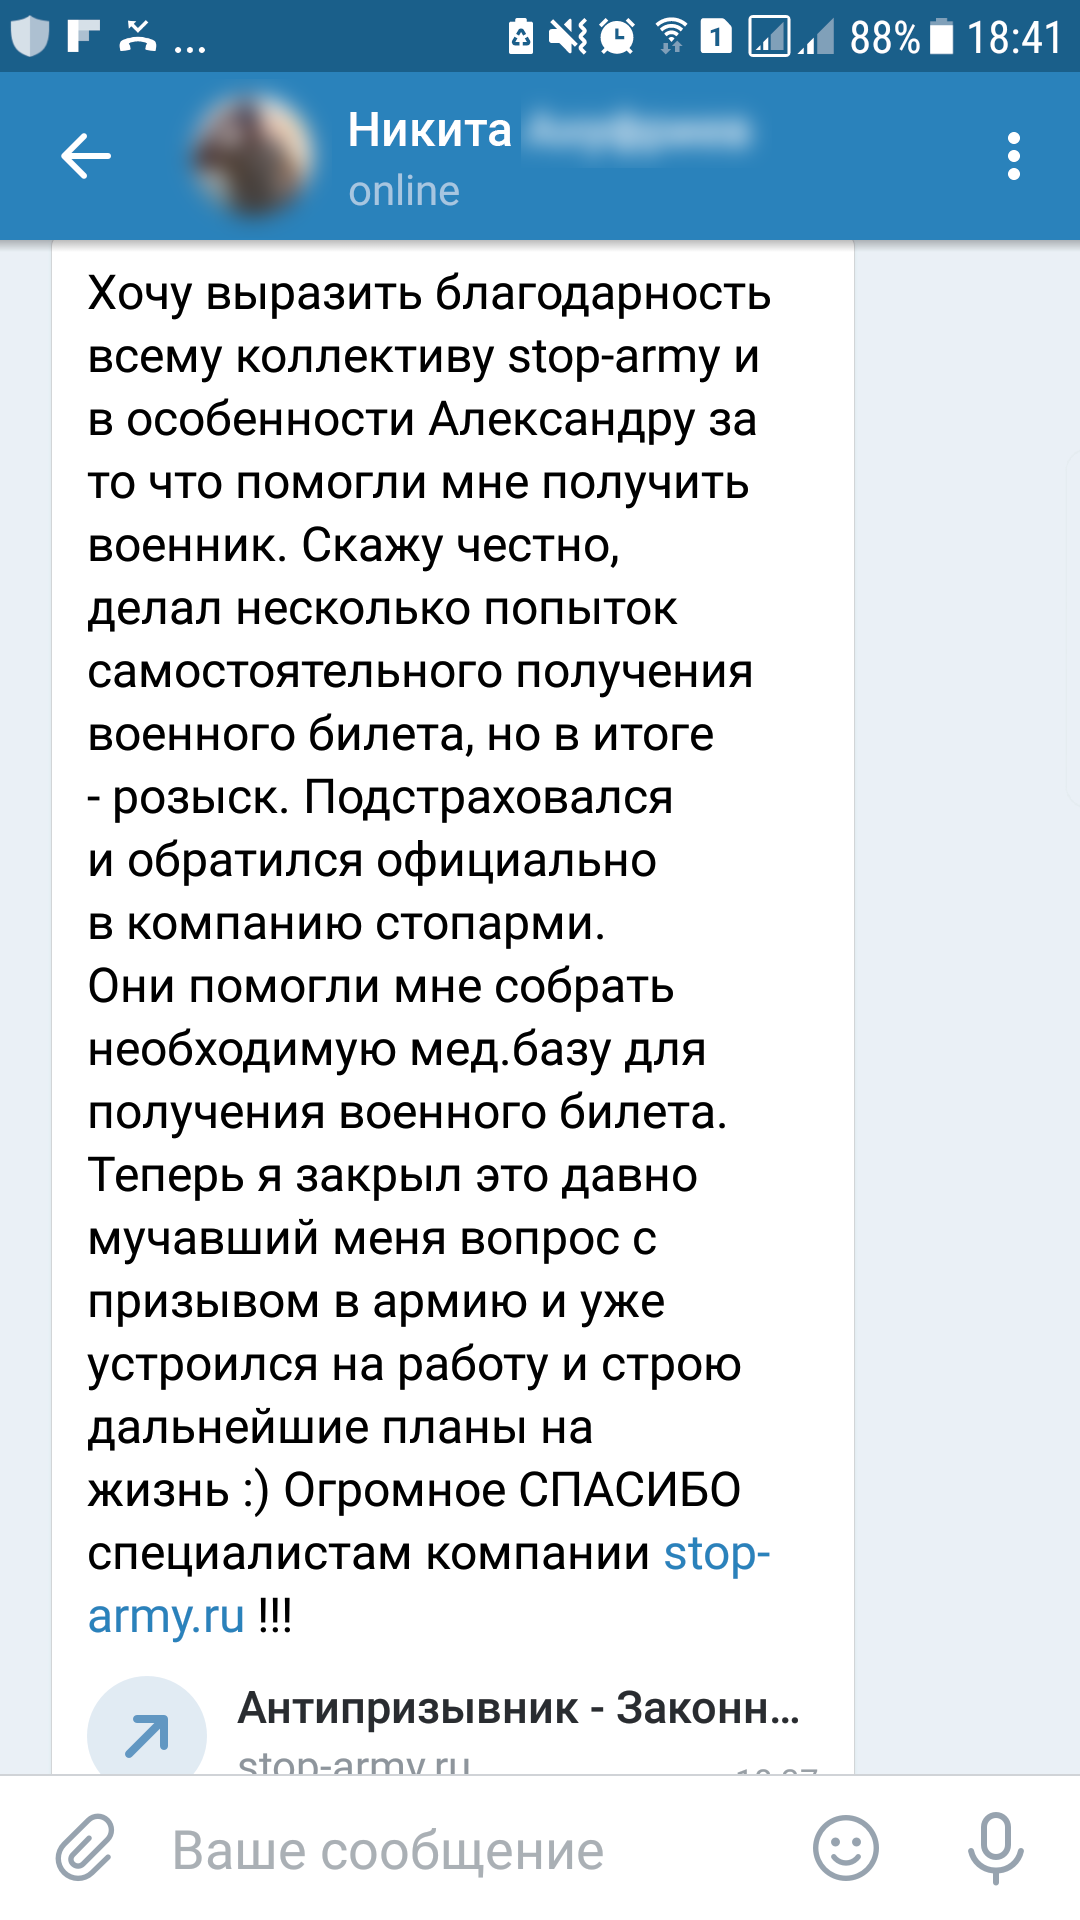 ... 1 88% 18:41
Никита
online
Хочу выразить благодарность
всему коллективу stop-army и
в особенности Александру за
то что помогли мне получить
военник. Скажу честно,
делал несколько попыток
самостоятельного получения
военного билета, но в итоге
- розыск. Подстраховался
и обратился официально
в компанию стопарми.
Они помогли мне собрать
необходимую мед.базу для
получения военного билета.
Теперь я закрыл это давно
мучавший меня вопрос с
призывом в армию и уже
устроился на работу и строю
дальнейшие планы на
жизнь :) Огромное СПАСИБО
специалистам компании stop-
army.ru !!!
Антипризывник - Законн...
stop-army.ru
Ваше сообщение